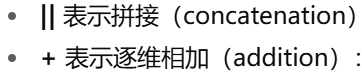 • || 表示拼接（concatenation）
• + 表示逐维相加（addition）: